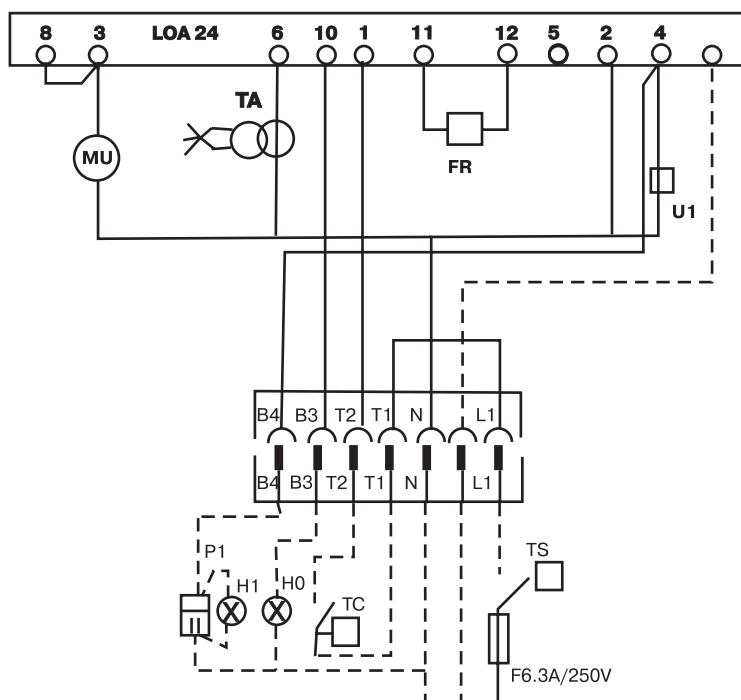 8 3 LOA 24 6 10 1 11 12 5 2 4
TA
MU
FR
U1
B4 B3 T2 T1 N L1
B4 B3 T2 T1 N L1
P1 H1 H0 TC TS
F6.3A/250V